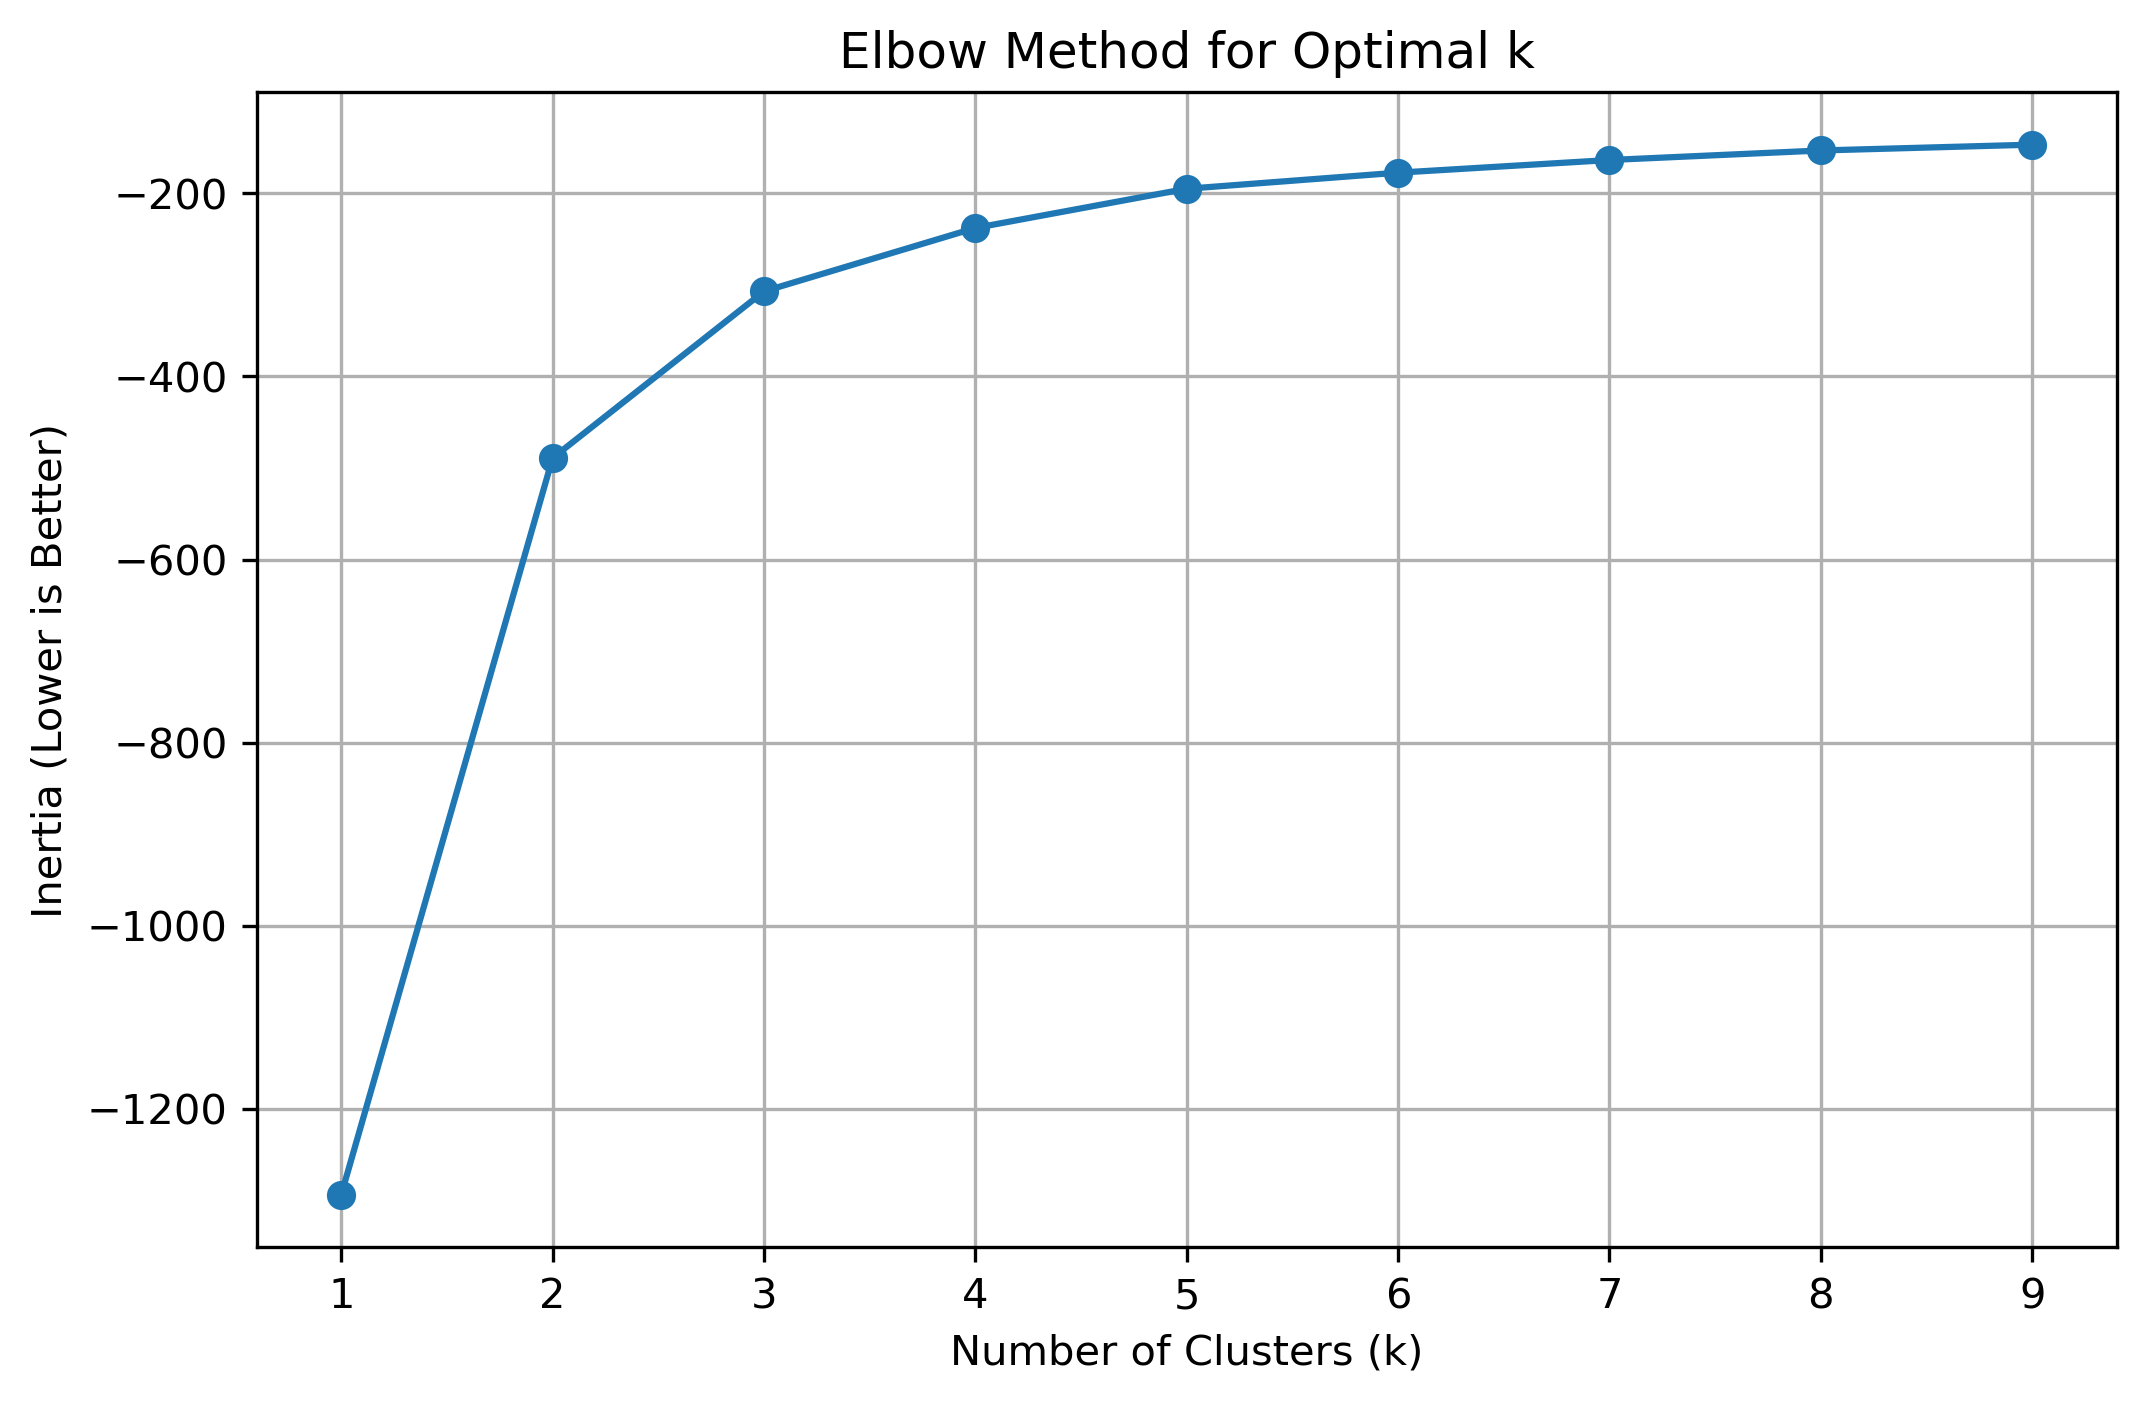 Elbow Method for Optimal k
−200
−400
−600
−800
−1000
−1200
Inertia (Lower is Better)
1 2 3 4 5 6 7 8 9
Number of Clusters (k)